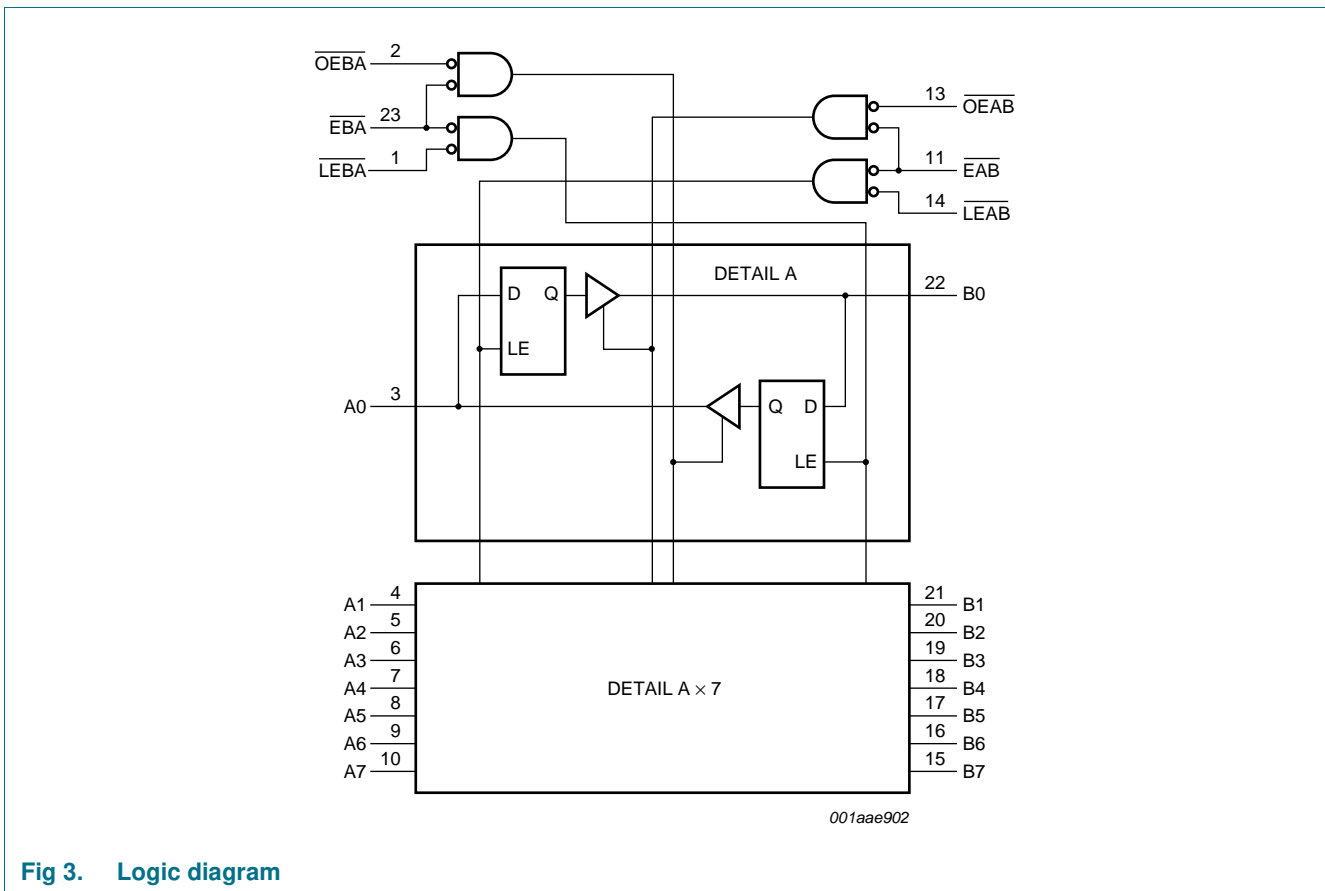 OEBA 2
EBA 23
LEBA 1
13 OEAB
11 EAB
14 LEAB
DETAIL A
D Q
LE
22 B0
A0 3
Q D
LE
A1 4
A2 5
A3 6
A4 7
A5 8
A6 9
A7 10
DETAIL A × 7
21 B1
20 B2
19 B3
18 B4
17 B5
16 B6
15 B7
001aae902
Fig 3. Logic diagram